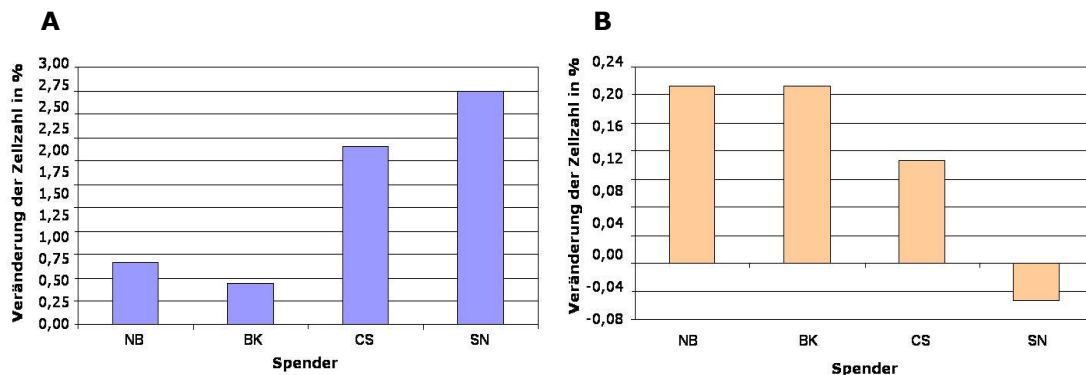 A
Veränderung der Zellzahl in %
3,00
2,75
2,50
2,00
1,75
1,50
1,25
1,00
0,75
0,50
0,25
0,00
NB BK CS SN
Spender
B
Veränderung der Zellzahl in %
0,24
0,20
0,16
0,12
0,08
0,04
0,00
-0,04
-0,08
NB BK CS SN
Spender